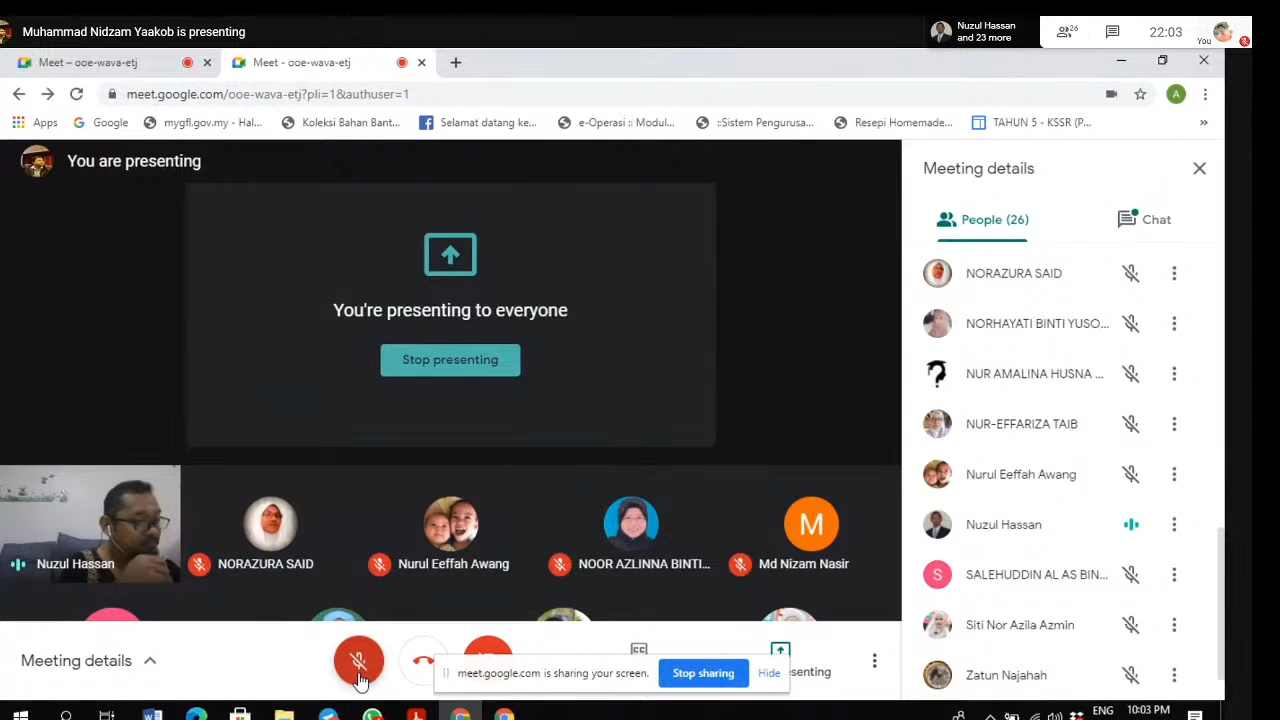 Muhammad Nidzam Yaakob is presenting
Nuzul Hassan
and 23 more
26
22:03
You
Meet – ooe-wava-etj
Meet - ooe-wava-etj
meet.google.com/ooe-wava-etj?pli=1&authuser=1
A
Apps
Google
mygfl.gov.my - Hal...
Koleksi Bahan Bant...
Selamat datang ke...
e-Operasi :: Modul...
::Sistem Pengurusa...
Resepi Homemade...
TAHUN 5 - KSSR (P...
»
You are presenting
Meeting details
People (26)
Chat
You're presenting to everyone
Stop presenting
NORAZURA SAID
NORHAYATI BINTI YUSO...
NUR AMALINA HUSNA ...
NUR-EFFARIZA TAIB
Nurul Eeffah Awang
Nuzul Hassan
S
SALEHUDDIN AL AS BIN...
Siti Nor Azila Azmin
Zatun Najahah
M
Nuzul Hassan
NORAZURA SAID
Nurul Eeffah Awang
NOOR AZLINNA BINTI...
Md Nizam Nasir
Meeting details
meet.google.com is sharing your screen.
Stop sharing
Hide
esenting
ENG
10:03 PM